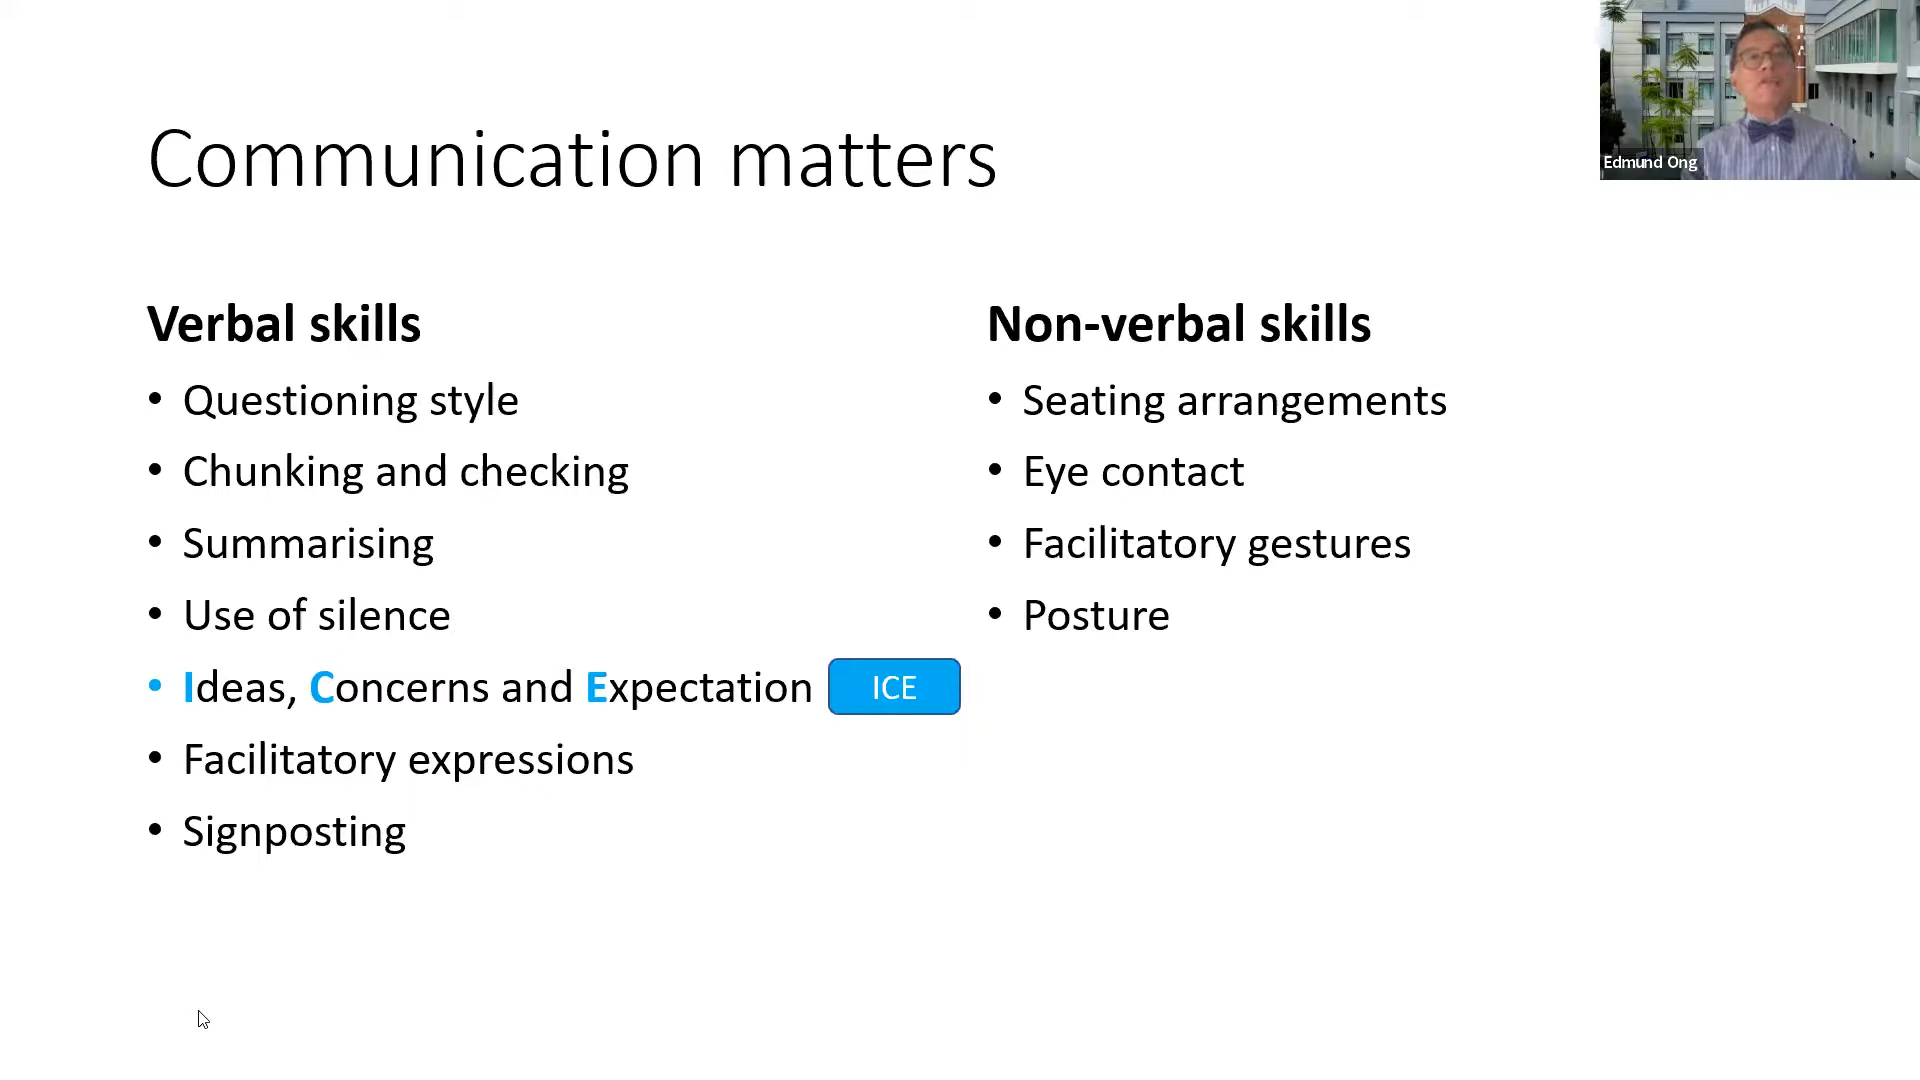 Communication matters
Edmund Ong
Verbal skills
• Questioning style
• Chunking and checking
• Summarising
• Use of silence
• Ideas, Concerns and Expectation
ICE
• Facilitatory expressions
• Signposting
Non-verbal skills
• Seating arrangements
• Eye contact
• Facilitatory gestures
• Posture